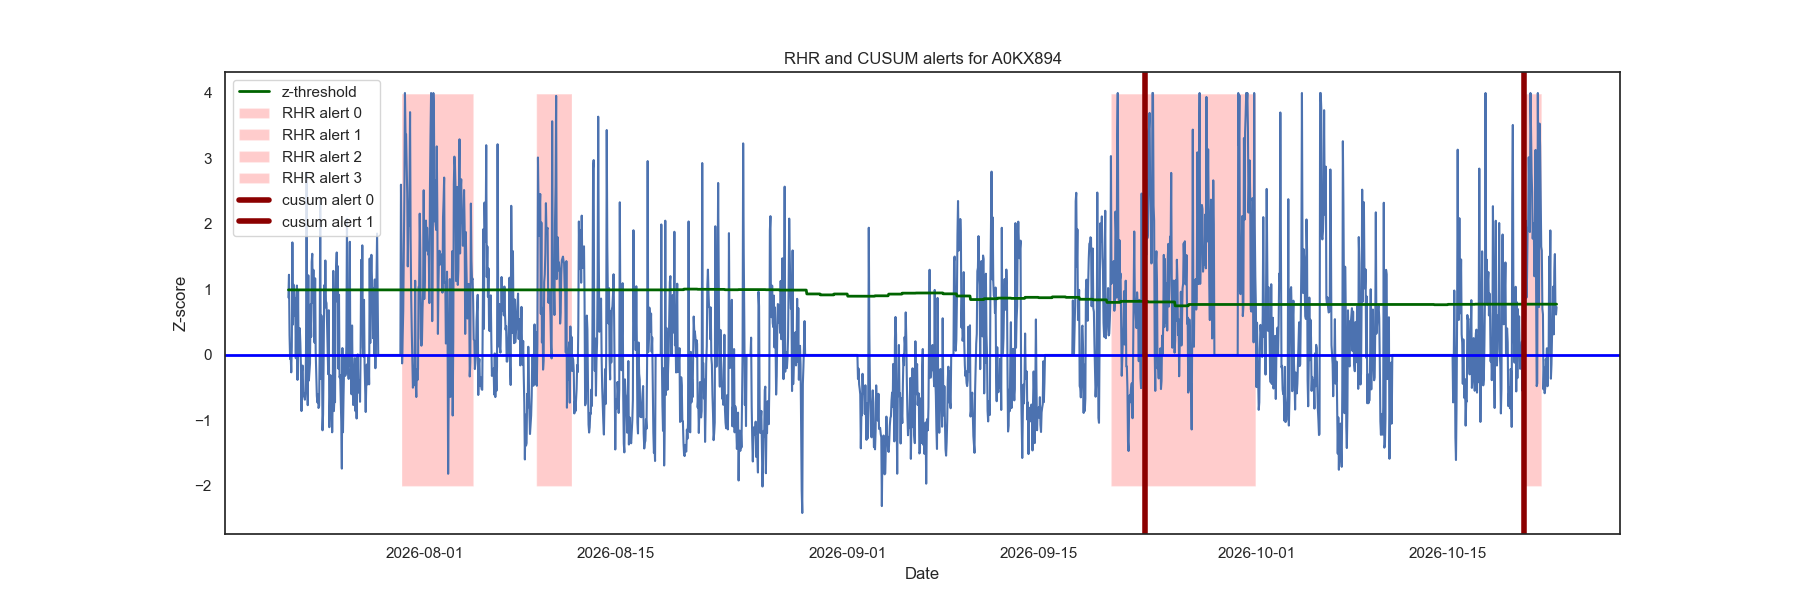 RHR and CUSUM alerts for A0KX894
z-threshold
RHR alert 0
RHR alert 1
RHR alert 2
RHR alert 3
cusum alert 0
cusum alert 1
Z-score
4
3
2
1
0
−1
−2
2026-08-01 2026-08-15 2026-09-01 2026-09-15 2026-10-01 2026-10-15
Date